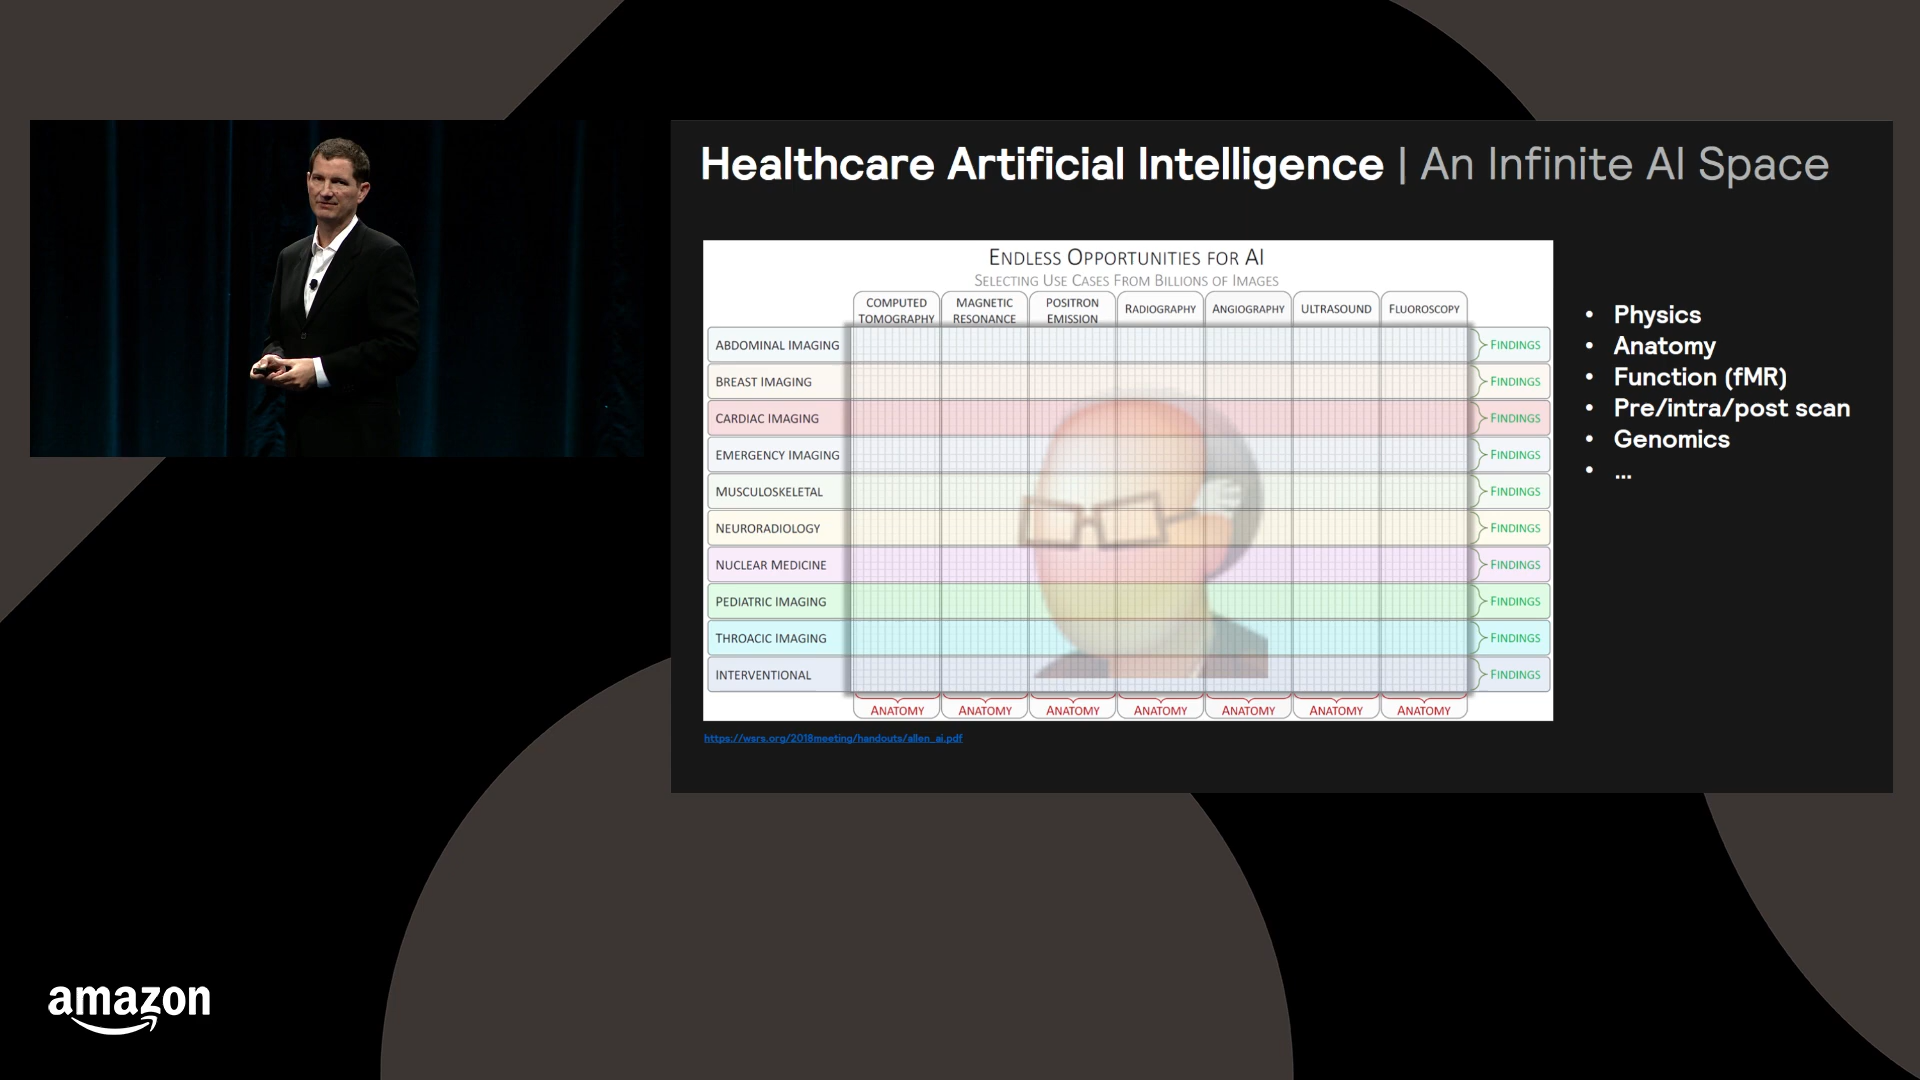 Healthcare Artificial Intelligence | An Infinite AI Space
ENDLESS OPPORTUNITIES FOR AI
SELECTING USE CASES FROM BILLIONS OF IMAGES
COMPUTED TOMOGRAPHY
MAGNETIC RESONANCE
POSITRON EMISSION
RADIOGRAPHY
ANGIOGRAPHY
ULTRASOUND
FLUOROSCOPY
ABDOMINAL IMAGING
FINDINGS
BREAST IMAGING
FINDINGS
CARDIAC IMAGING
FINDINGS
EMERGENCY IMAGING
FINDINGS
MUSCULOSKELETAL
FINDINGS
NEURORADIOLOGY
FINDINGS
NUCLEAR MEDICINE
FINDINGS
PEDIATRIC IMAGING
FINDINGS
THROACIC IMAGING
FINDINGS
INTERVENTIONAL
FINDINGS
ANATOMY
ANATOMY
ANATOMY
ANATOMY
ANATOMY
ANATOMY
ANATOMY
https://wsrs.org/2018meeting/handouts/allen_ai.pdf
• Physics
• Anatomy
• Function (fMR)
• Pre/intra/post scan
• Genomics
• ...
amazon